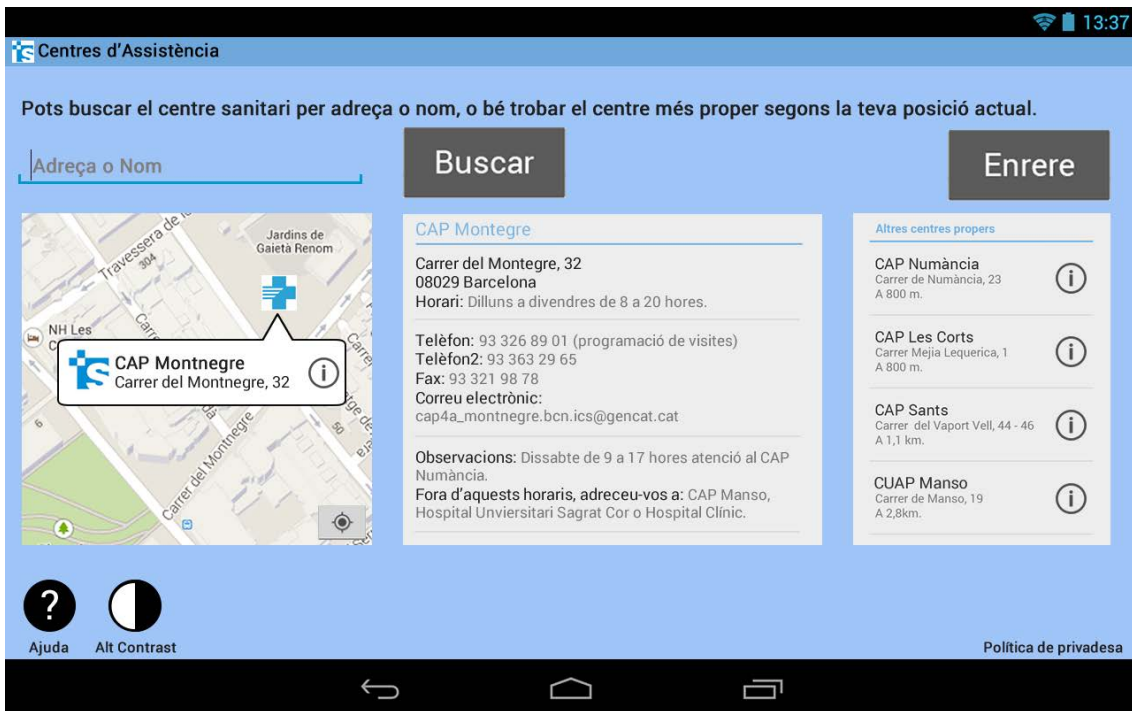 13:37
Centres d'Assistència
Pots buscar el centre sanitari per adreça o nom, o bé trobar el centre més proper segons la teva posició actual.
Adreça o Nom
Buscar
Enrere
Travessera de
304
Jardins de
Gaietà Renom
NH Les
CAP Montnegre
Carrer del Montnegre, 32
6
50
Carrer del Montnegre
CAP Montegre
Carrer del Montegre, 32
08029 Barcelona
Horari: Dilluns a divendres de 8 a 20 hores.
Telèfon: 93 326 89 01 (programació de visites)
Telèfon2: 93 363 29 65
Fax: 93 321 98 78
Correu electrònic:
cap4a_montnegre.bcn.ics@gencat.cat
Observacions: Dissabte de 9 a 17 hores atenció al CAP
Numància.
Fora d'aquests horaris, adreceu-vos a: CAP Manso,
Hospital Unviersitari Sagrat Cor o Hospital Clínic.
Altres centres propers
CAP Numància
Carrer de Numància, 23
A 800 m.
CAP Les Corts
Carrer Mejia Lequerica, 1
A 800 m.
CAP Sants
Carrer del Vaport Vell, 44 - 46
A 1,1 km.
CUAP Manso
Carrer de Manso, 19
A 2,8km.
Ajuda
Alt Contrast
Política de privadesa